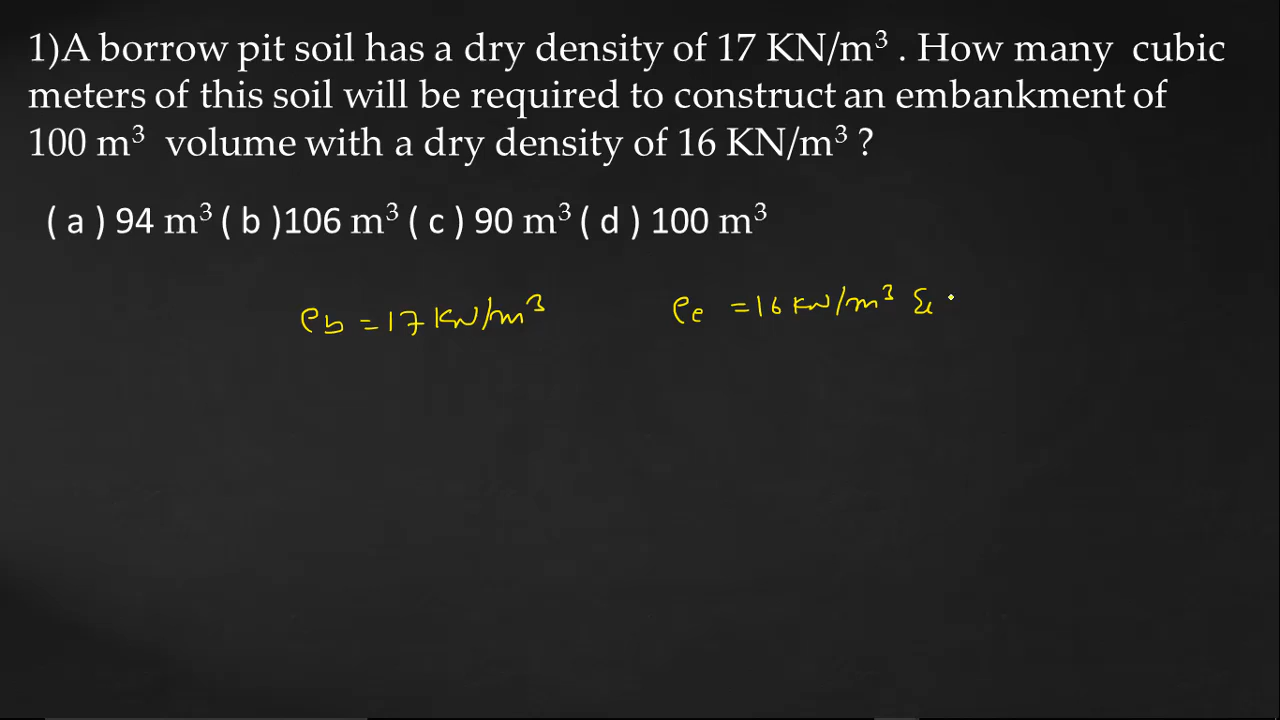 1)A borrow pit soil has a dry density of 17 KN/m³ . How many cubic
meters of this soil will be required to construct an embankment of
100 m³ volume with a dry density of 16 KN/m³ ?
( a ) 94 m³ ( b )106 m³ ( c ) 90 m³ ( d ) 100 m³
ρb = 17 KN/m³ ρe = 16 KN/m³ &